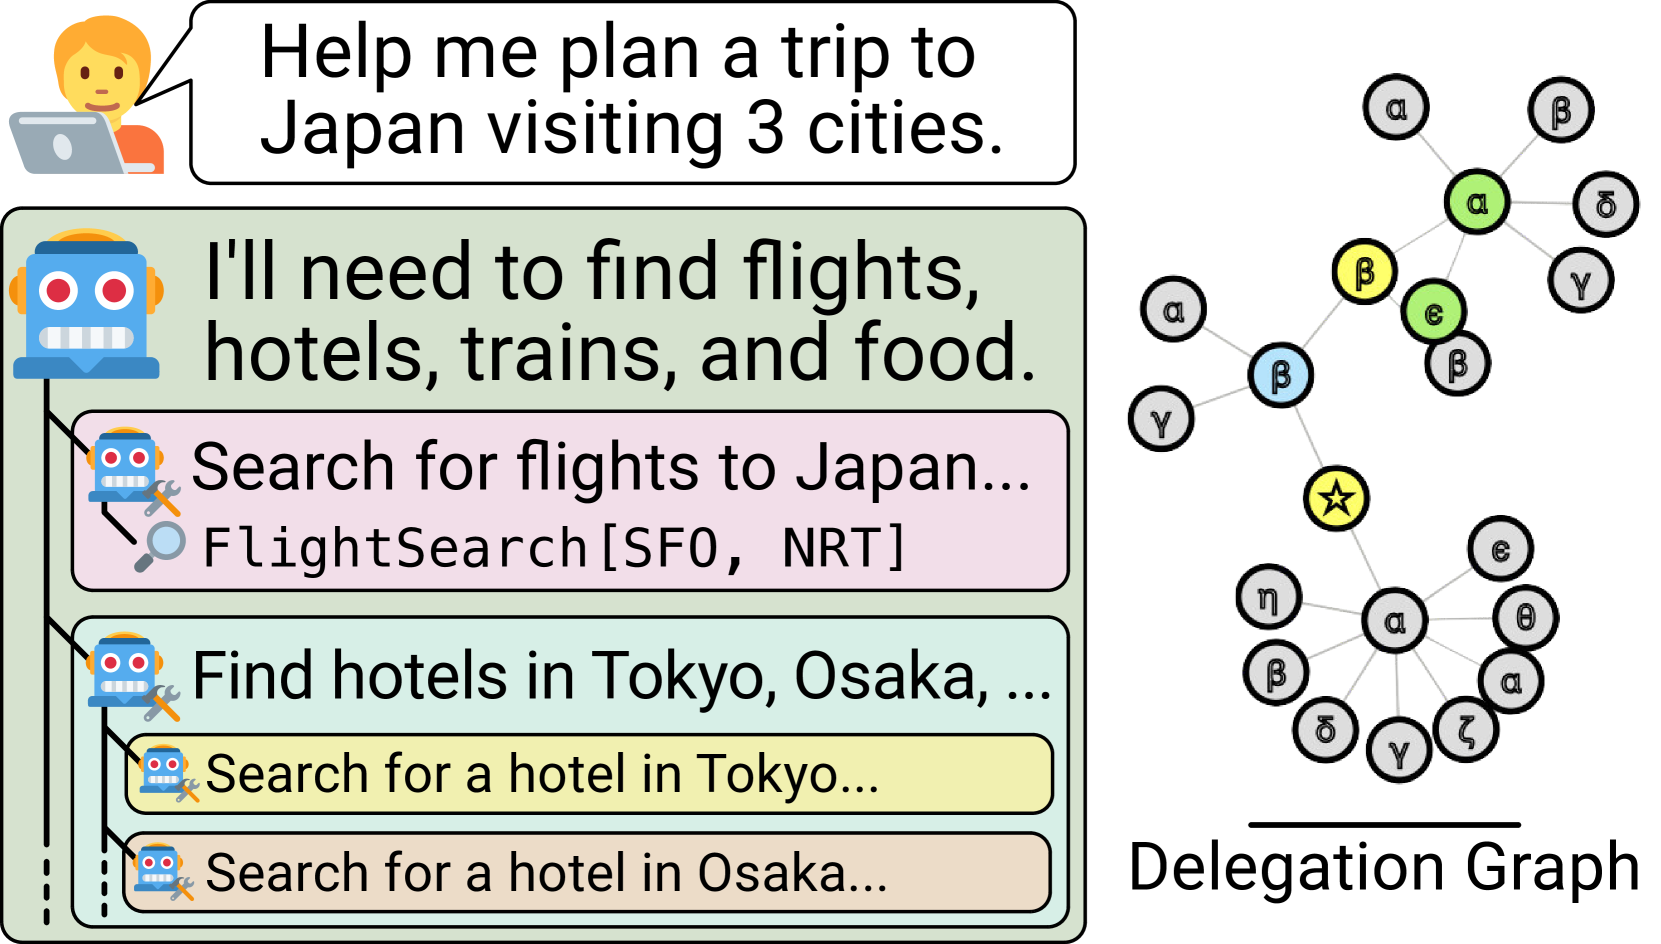 Help me plan a trip to
Japan visiting 3 cities.
I'll need to find flights,
hotels, trains, and food.
Search for flights to Japan...
FlightSearch[SFO, NRT]
Find hotels in Tokyo, Osaka, ...
Search for a hotel in Tokyo...
Search for a hotel in Osaka...
α
β
α
δ
β
γ
α
ϵ
β
β
γ
ϵ
η
θ
α
β
α
δ
ζ
γ
Delegation Graph